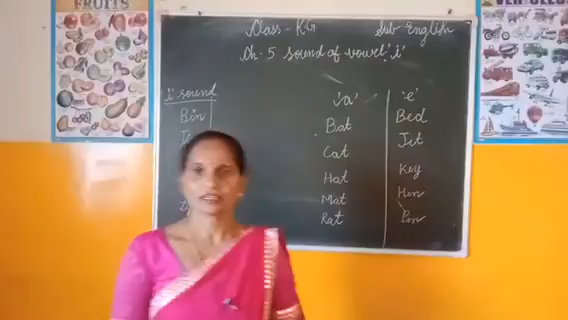 FRUITS
Class - KG Sub- English
Ch. 5 Sound of vowel 'i'
'i' sound
Bin
'a' 'e'
Bat Bed
Cat Jet
Hat Key
Mat Hen
Rat